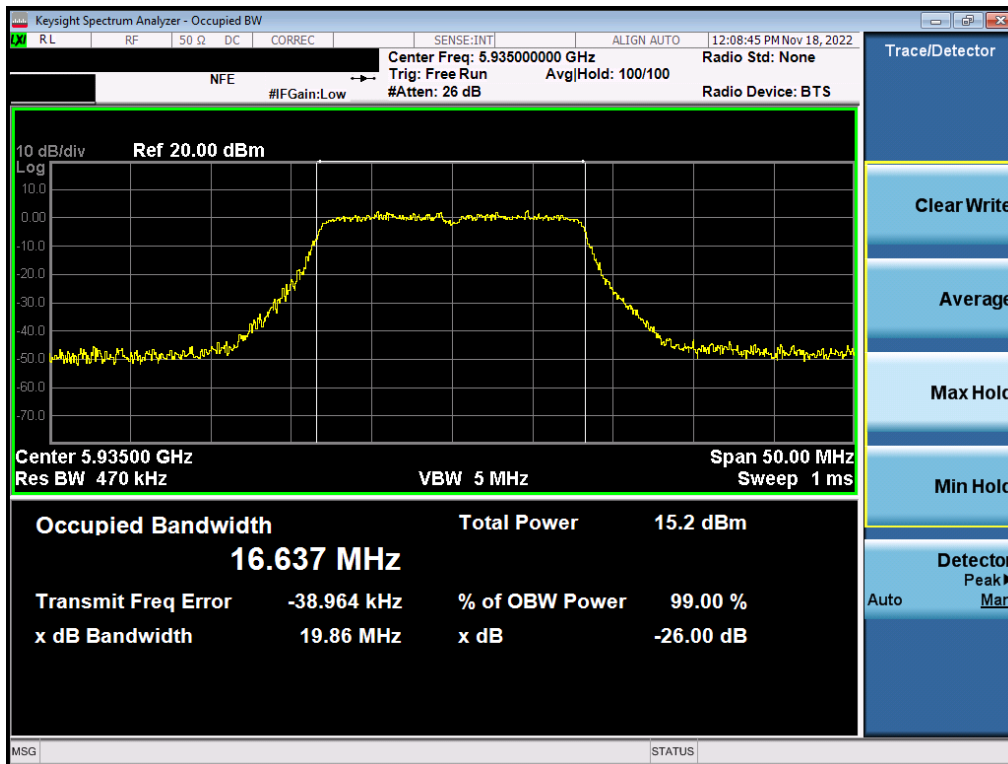 Keysight Spectrum Analyzer - Occupied BW
LXI RL RF 50 Ω DC CORREC SENSE:INT ALIGN AUTO 12:08:45 PM Nov 18, 2022
Center Freq: 5.935000000 GHz Radio Std: None
NFE Trig: Free Run Avg|Hold: 100/100
#IFGain:Low #Atten: 26 dB Radio Device: BTS
10 dB/div Ref 20.00 dBm
Log
10.0
0.00
-10.0
-20.0
-30.0
-40.0
-50.0
-60.0
-70.0
Center 5.93500 GHz Span 50.00 MHz
Res BW 470 kHz VBW 5 MHz Sweep 1 ms
Occupied Bandwidth Total Power 15.2 dBm
16.637 MHz
Transmit Freq Error -38.964 kHz % of OBW Power 99.00 %
x dB Bandwidth 19.86 MHz x dB -26.00 dB
MSG STATUS
Trace/Detector
Clear Write
Average
Max Hold
Min Hold
Detector
Peak
Auto Man